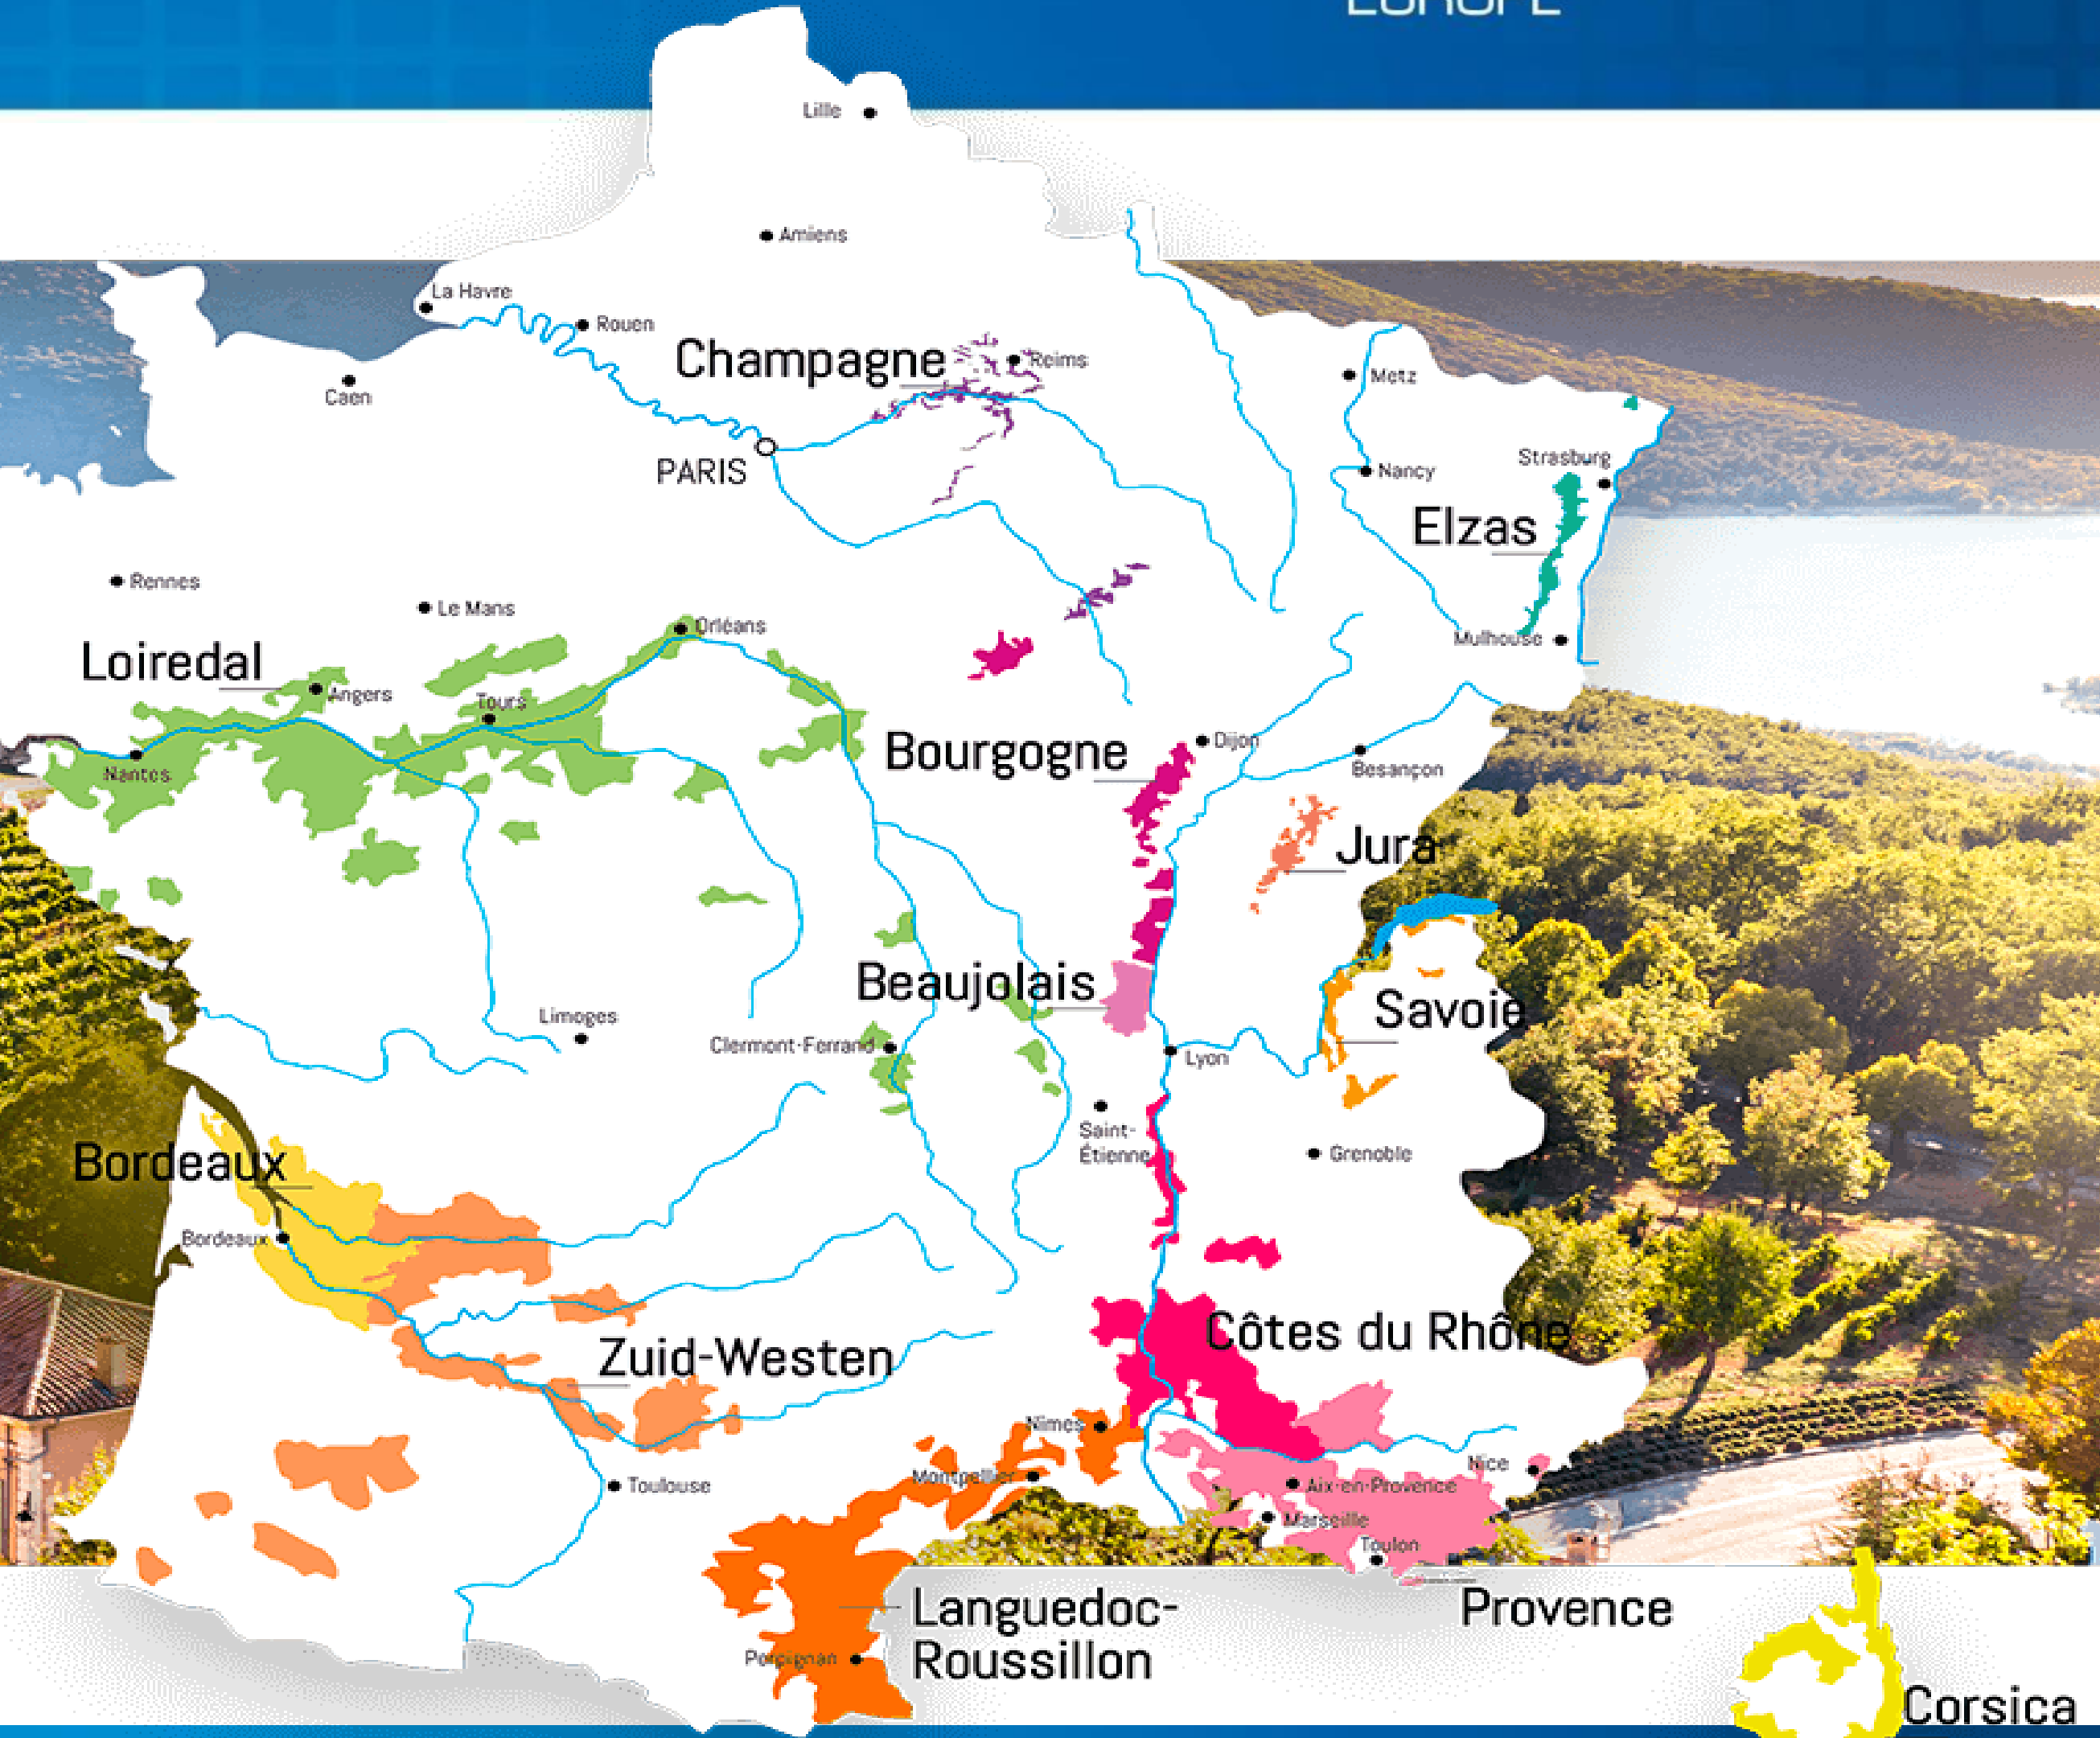 EUROPE
Lille
Amiens
La Havre
Rouen
Champagne
Reims
Caen
Metz
PARIS
Nancy
Strasburg
Elzas
Rennes
Le Mans
Orléans
Mulhouse
Loiredal
Angers
Tours
Bourgogne
Dijon
Nantes
Besançon
Jura
Beaujolais
Savoie
Limoges
Clermont-Ferrand
Lyon
Saint-
Étienne
Grenoble
Bordeaux
Bordeaux
Côtes du Rhône
Zuid-Westen
Nimes
Nice
Montpellier
Toulouse
Aix-en-Provence
Marseille
Toulon
Languedoc-
Roussillon
Provence
Perpignan
Corsica